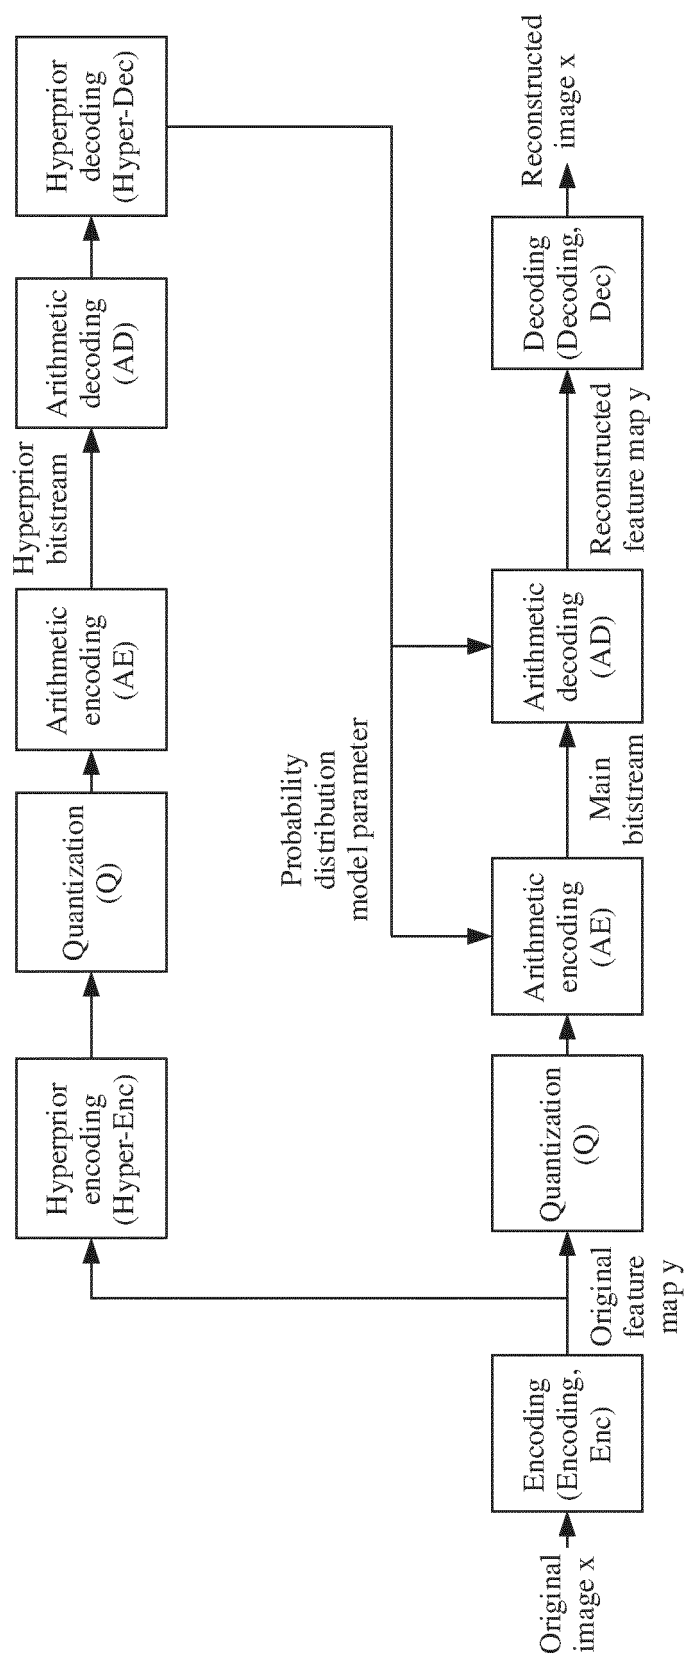 Original
image x
Encoding
(Encoding,
Enc)
Original
feature
map y
Hyperprior
encoding
(Hyper-Enc)
Quantization
(Q)
Arithmetic
encoding
(AE)
Hyperprior
bitstream
Arithmetic
decoding
(AD)
Hyperprior
decoding
(Hyper-Dec)
Probability
distribution
model parameter
Quantization
(Q)
Arithmetic
encoding
(AE)
Main
bitstream
Arithmetic
decoding
(AD)
Reconstructed
feature map y
Decoding
(Decoding,
Dec)
Reconstructed
image x